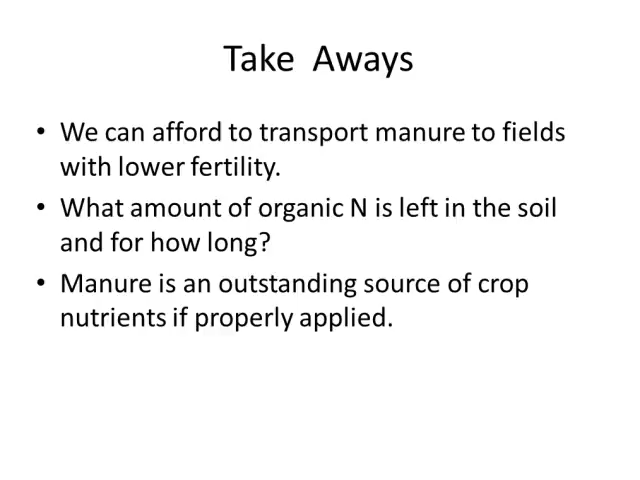 Take  Aways
• We can afford to transport manure to fields
with lower fertility.
• What amount of organic N is left in the soil
and for how long?
• Manure is an outstanding source of crop
nutrients if properly applied.